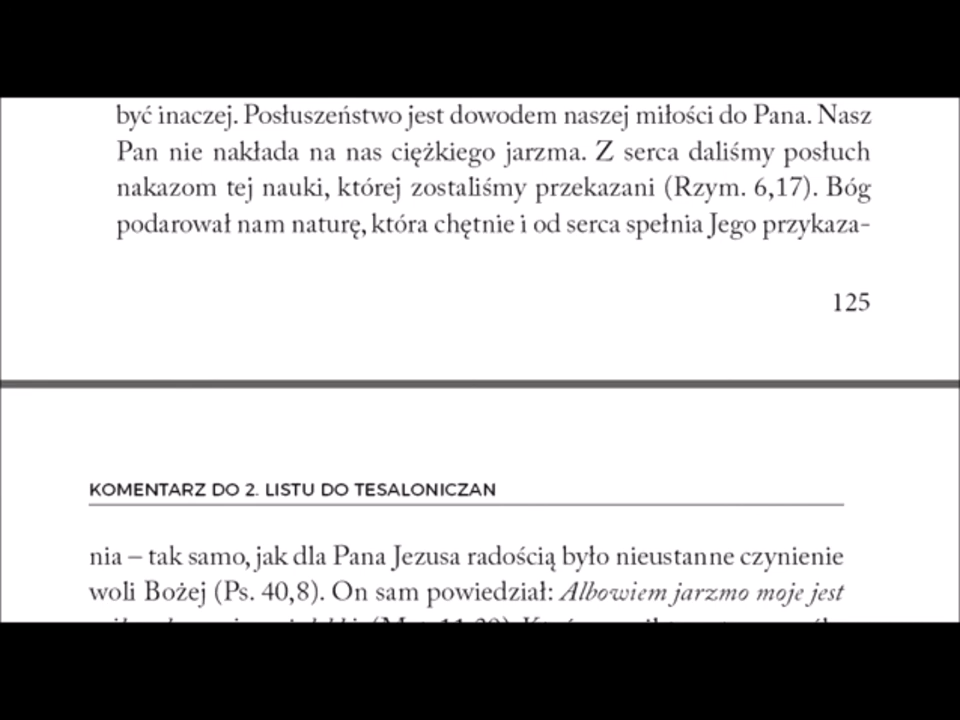 być inaczej. Posłuszeństwo jest dowodem naszej miłości do Pana. Nasz
Pan nie nakłada na nas ciężkiego jarzma. Z serca daliśmy posłuch
nakazom tej nauki, której zostaliśmy przekazani (Rzym. 6,17). Bóg
podarował nam naturę, która chętnie i od serca spełnia Jego przykaza-
125
KOMENTARZ DO 2. LISTU DO TESALONICZAN
nia – tak samo, jak dla Pana Jezusa radością było nieustanne czynienie
woli Bożej (Ps. 40,8). On sam powiedział: Albowiem jarzmo moje jest